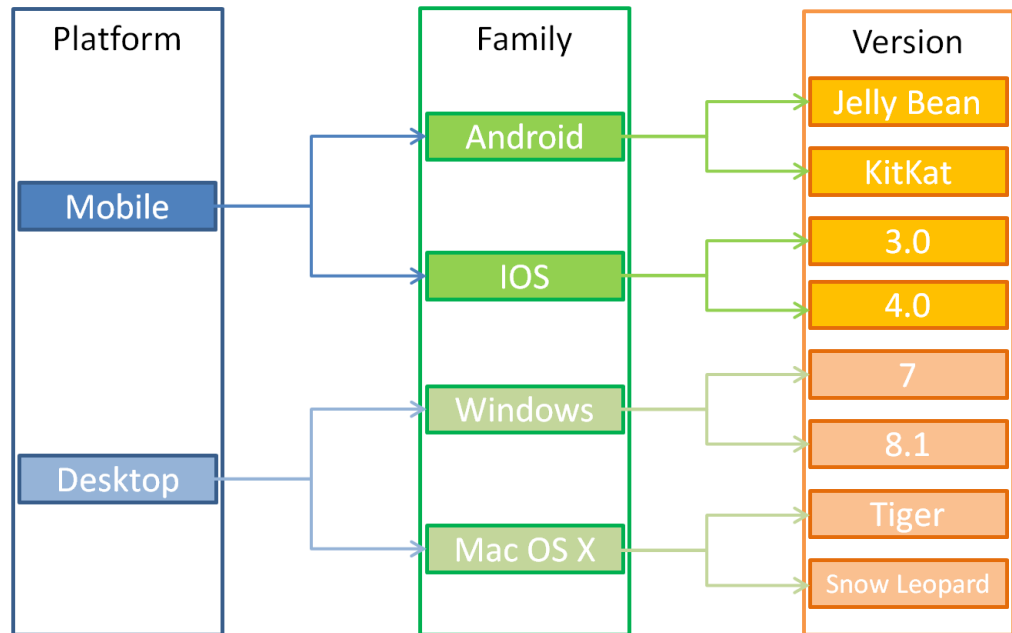 Platform
Mobile
Desktop
Family
Android
IOS
Windows
Mac OS X
Version
Jelly Bean
KitKat
3.0
4.0
7
8.1
Tiger
Snow Leopard